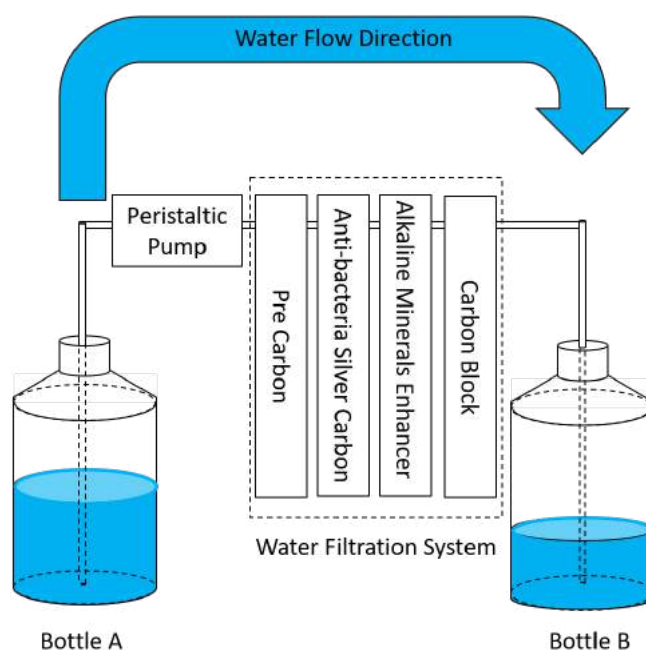 Water Flow Direction
Peristaltic
Pump
Pre Carbon
Anti-bacteria Silver Carbon
Alkaline Minerals Enhancer
Carbon Block
Water Filtration System
Bottle A
Bottle B